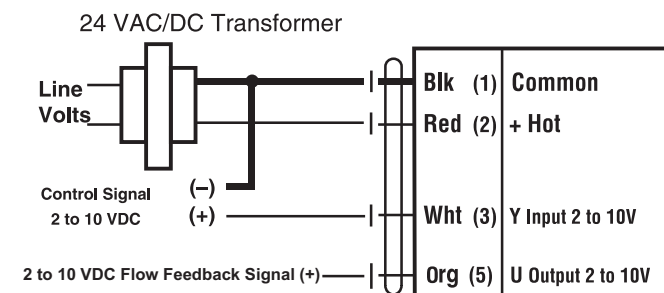 24 VAC/DC Transformer
Line
Volts
Blk (1) Common
Red (2) + Hot
Control Signal
2 to 10 VDC
(–)
(+)
Wht (3) Y Input 2 to 10V
2 to 10 VDC Flow Feedback Signal (+)
Org (5) U Output 2 to 10V